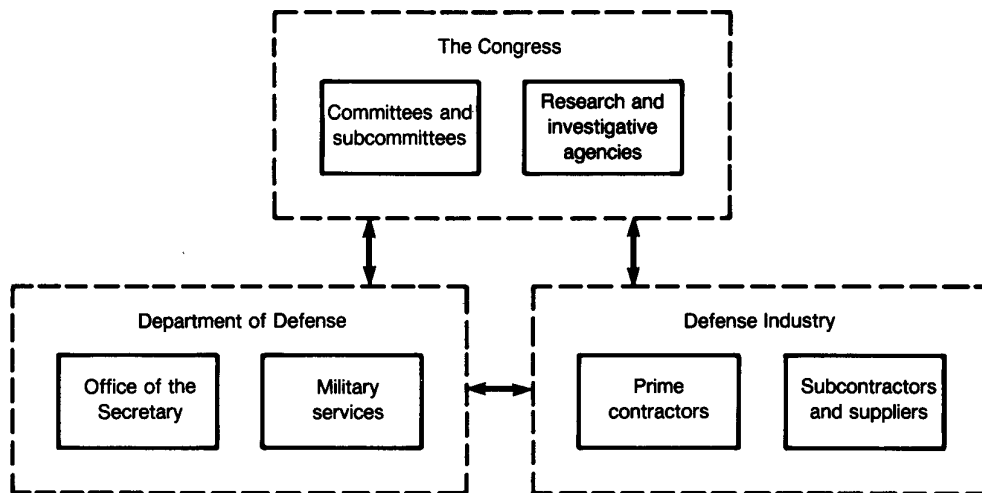 The Congress
Committees and
subcommittees
Research and
investigative
agencies
Department of Defense
Office of the
Secretary
Military
services
Defense Industry
Prime
contractors
Subcontractors
and suppliers